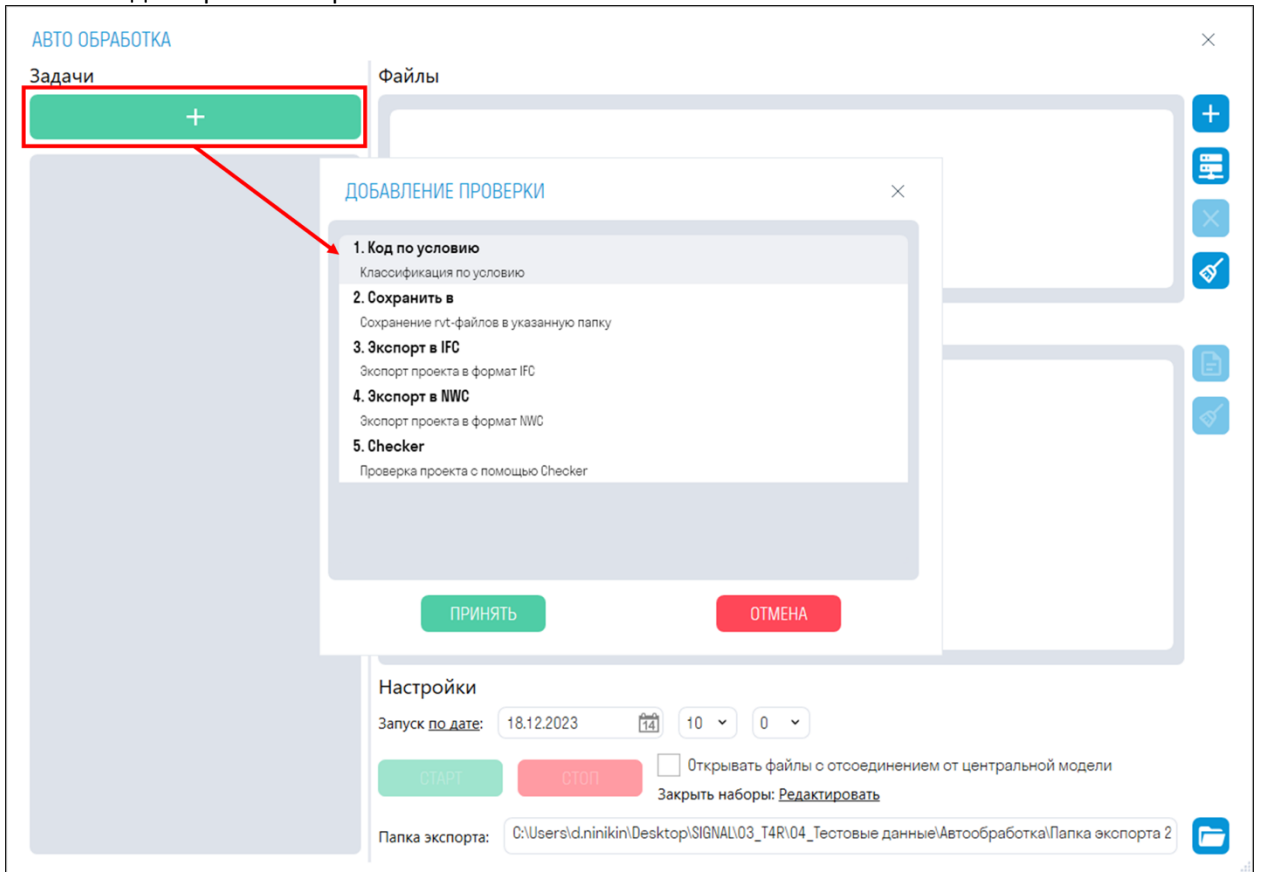 АВТО ОБРАБОТКА
Задачи
Файлы
ДОБАВЛЕНИЕ ПРОВЕРКИ
1. Код по условию
Классификация по условию
2. Сохранить в
Сохранение rvt-файлов в указанную папку
3. Экспорт в IFC
Экспорт проекта в формат IFC
4. Экспорт в NWC
Экспорт проекта в формат NWC
5. Checker
Проверка проекта с помощью Checker
ПРИНЯТЬ
ОТМЕНА
Настройки
Запуск по дате: 18.12.2023 14 10 0
СТАРТ СТОП Открывать файлы с отсоединением от центральной модели
Закрыть наборы: Редактировать
Папка экспорта: C:\Users\d.ninikin\Desktop\SIGNAL\03_T4R\04_Тестовые данные\Автообработка\Папка экспорта 2